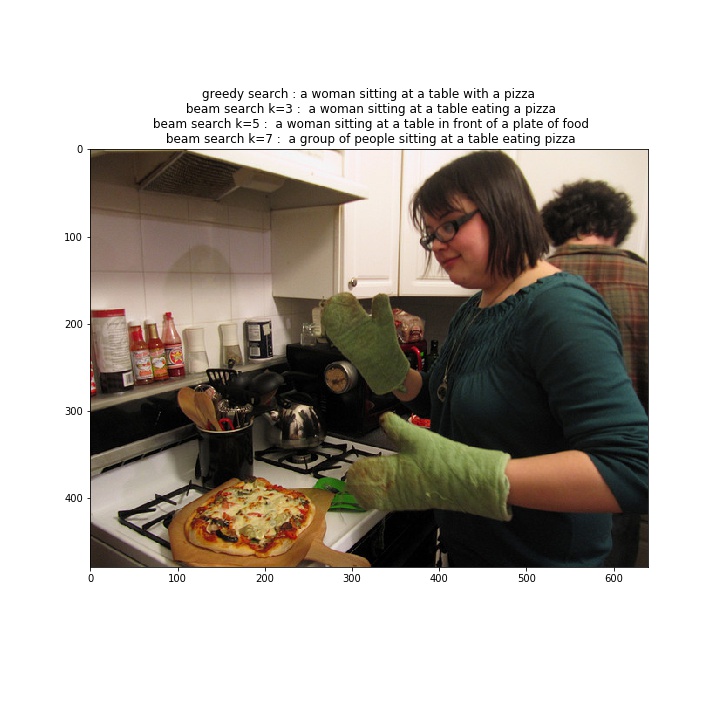 greedy search : a woman sitting at a table with a pizza
beam search k=3 :  a woman sitting at a table eating a pizza
beam search k=5 :  a woman sitting at a table in front of a plate of food
beam search k=7 :  a group of people sitting at a table eating pizza
0
100
200
300
400
0 100 200 300 400 500 600